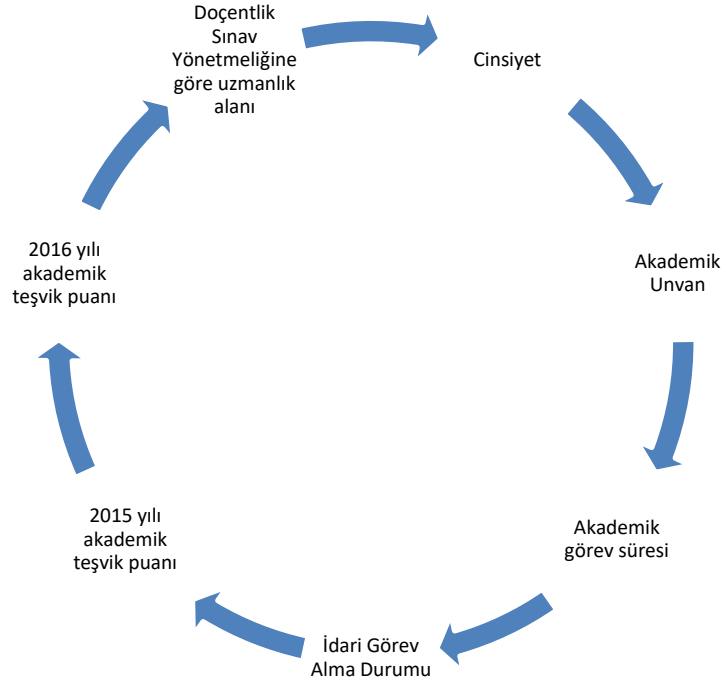 Doçentlik
Sınav
Yönetmeliğine
göre uzmanlık
alanı
Cinsiyet
Akademik
Unvan
Akademik
görev süresi
İdari Görev
Alma Durumu
2015 yılı
akademik
teşvik puanı
2016 yılı
akademik
teşvik puanı